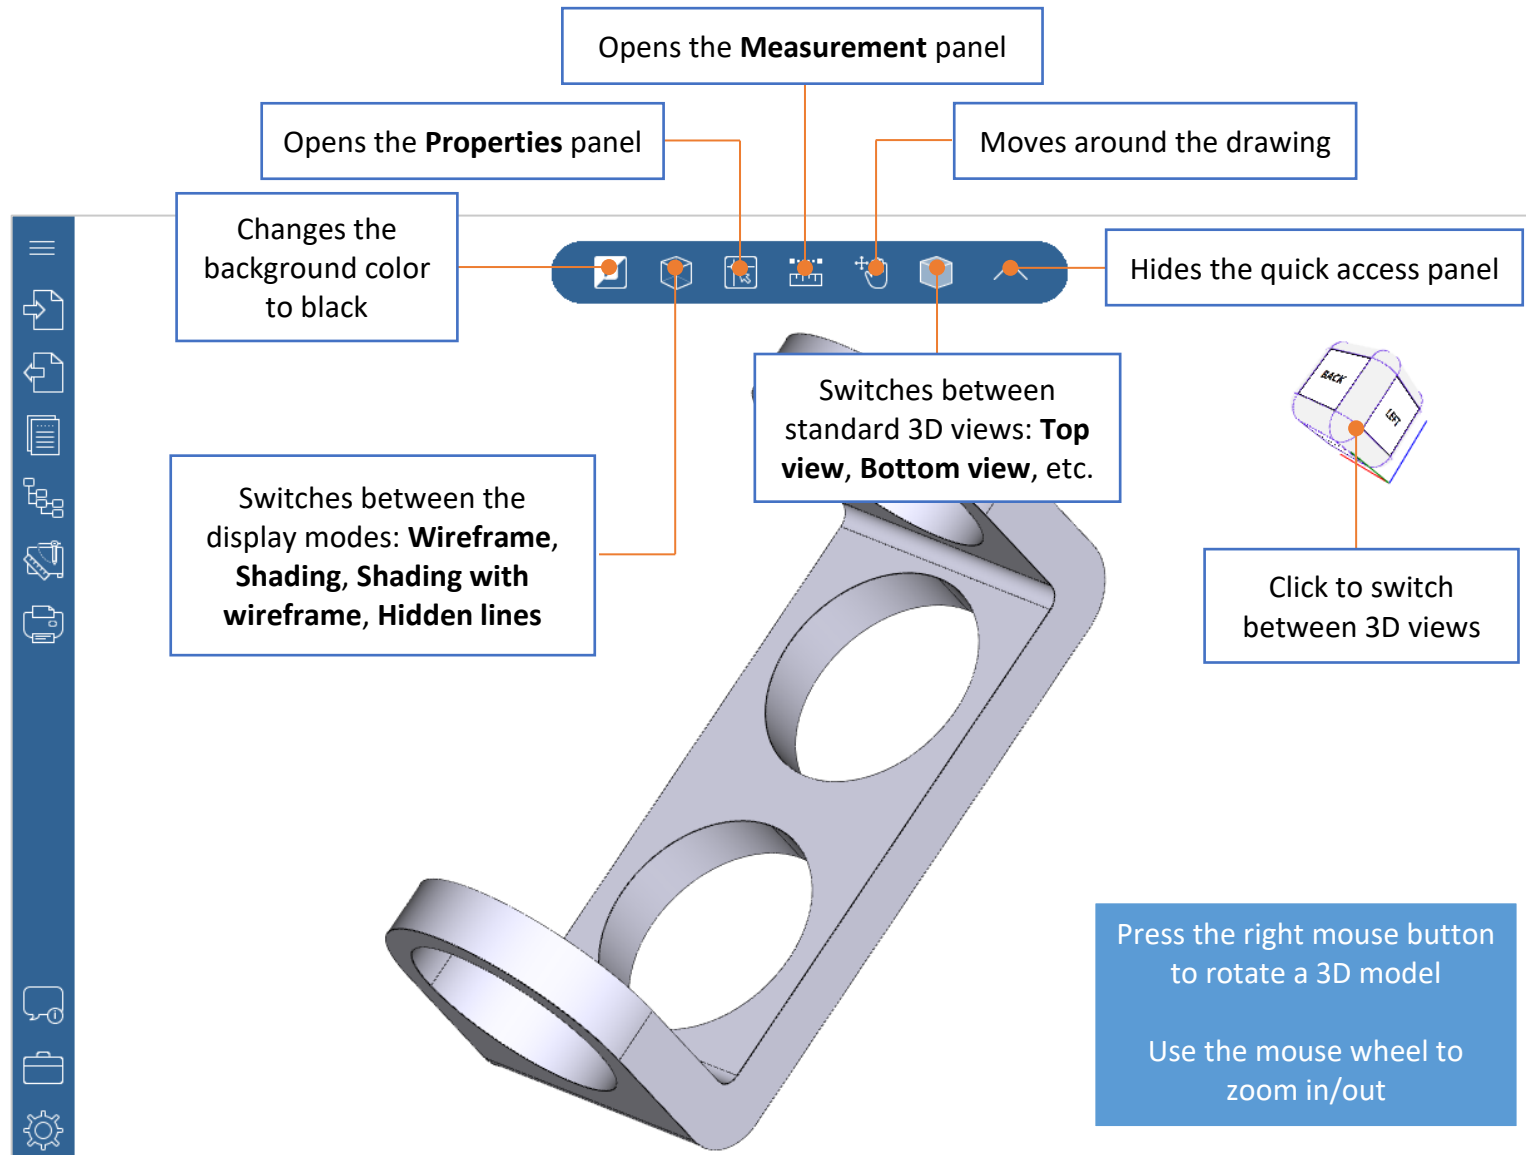 Opens the Measurement panel
Opens the Properties panel
Moves around the drawing
Changes the
background color
to black
Hides the quick access panel
Switches between
standard 3D views: Top
view, Bottom view, etc.
BACK
LEFT
Switches between the
display modes: Wireframe,
Shading, Shading with
wireframe, Hidden lines
Click to switch
between 3D views
Press the right mouse button
to rotate a 3D model
Use the mouse wheel to
zoom in/out